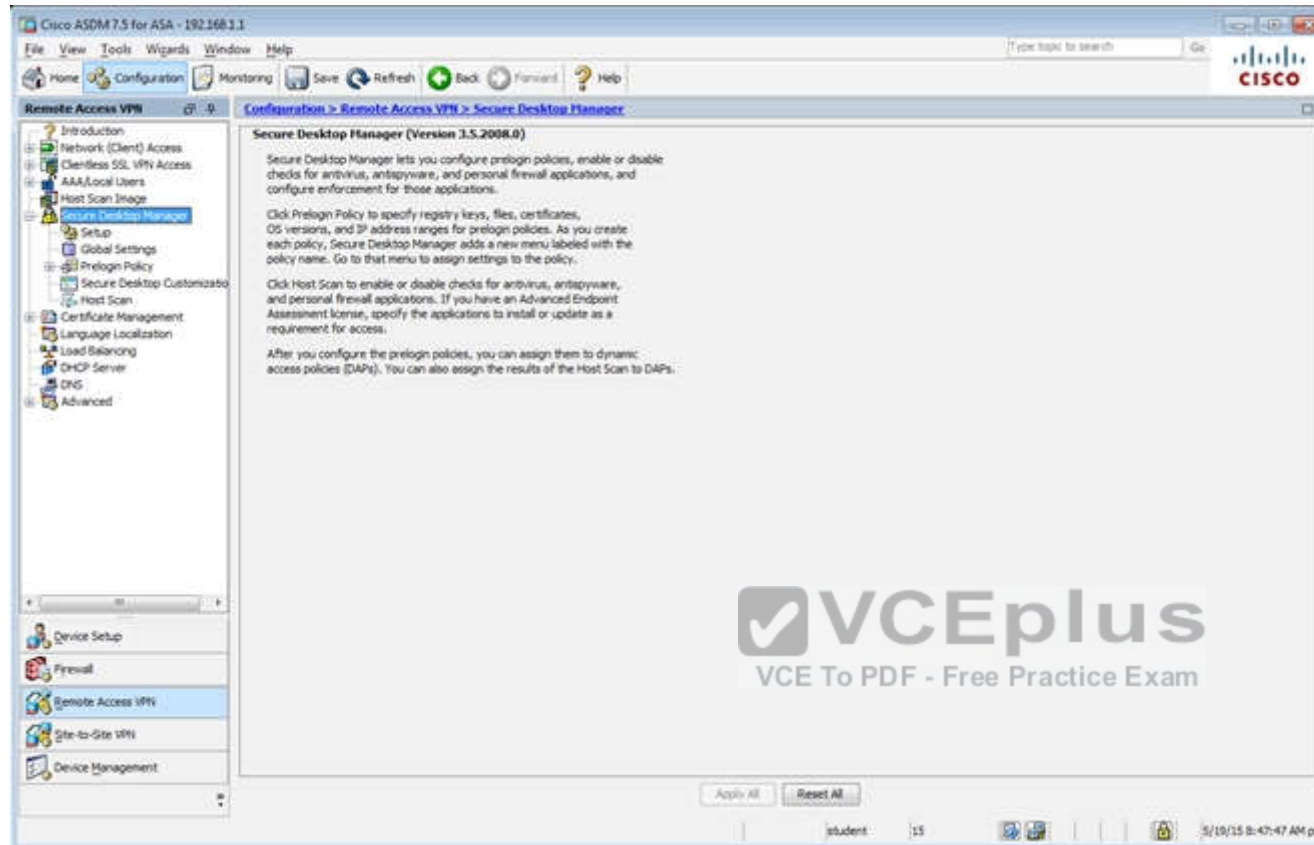 Cisco ASDM 7.5 for ASA - 192.168.1.1
File View Tools Wizards Window Help
Type topic to search Go
Home Configuration Monitoring Save Refresh Back Forward Help
CISCO
Remote Access VPN
Configuration > Remote Access VPN > Secure Desktop Manager
Introduction
Network (Client) Access
Clientless SSL VPN Access
AAA/Local Users
Host Scan Image
Secure Desktop Manager
Setup
Global Settings
Prelogin Policy
Secure Desktop Customizatio
Host Scan
Certificate Management
Language Localization
Load Balancing
DHCP Server
DNS
Advanced
Secure Desktop Manager (Version 3.5.2008.0)
Secure Desktop Manager lets you configure prelogin policies, enable or disable
checks for antivirus, antispyware, and personal firewall applications, and
configure enforcement for those applications.
Click Prelogin Policy to specify registry keys, files, certificates,
OS versions, and IP address ranges for prelogin policies. As you create
each policy, Secure Desktop Manager adds a new menu labeled with the
policy name. Go to that menu to assign settings to the policy.
Click Host Scan to enable or disable checks for antivirus, antispyware,
and personal firewall applications. If you have an Advanced Endpoint
Assessment license, specify the applications to install or update as a
requirement for access.
After you configure the prelogin policies, you can assign them to dynamic
access policies (DAPs). You can also assign the results of the Host Scan to DAPs.
Device Setup
Firewall
Remote Access VPN
Site-to-Site VPN
Device Management
VCEplus
VCE To PDF - Free Practice Exam
Apply All Reset All
student 15 5/19/15 8:47:47 AM p